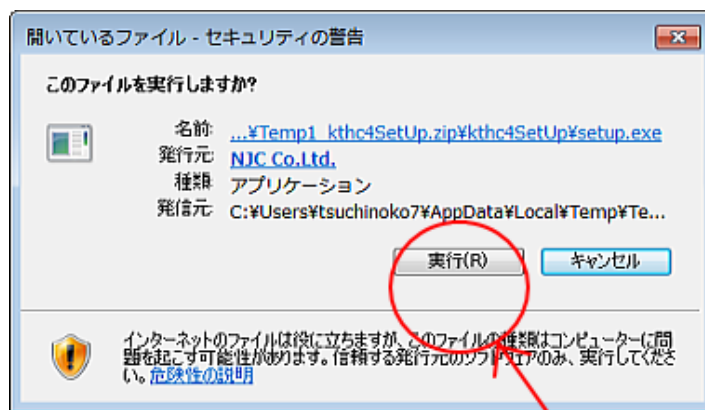 開いているファイル - セキュリティの警告
このファイルを実行しますか?
名前: ...¥Temp1_kthc4SetUp.zip¥kthc4SetUp¥setup.exe
発行元: NJC Co.Ltd.
種類: アプリケーション
発信元: C:¥Users¥tsuchinoko7¥AppData¥Local¥Temp¥Te...
実行(R) キャンセル
インターネットのファイルは役に立ちますが、このファイルの種類はコンピューターに問
題を起こす可能性があります。信頼する発行元のソフトウェアのみ、実行してくださ
い。危険性の説明